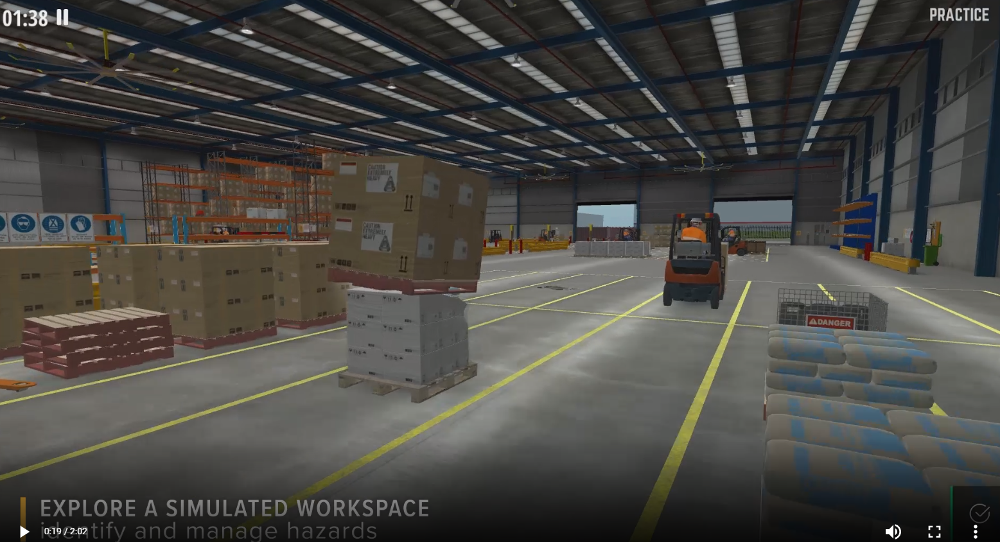 01:38
PRACTICE
CAUTION
EXTREMELY
HEAVY
CAUTION
EXTREMELY
HEAVY
DANGER
EXPLORE A SIMULATED WORKSPACE
identify and manage hazards
0:19 / 2:02